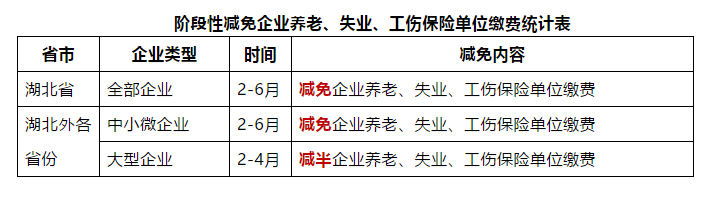 阶段性减免企业养老、失业、工伤保险单位缴费统计表
省市 企业类型 时间 减免内容
湖北省 全部企业 2-6月 减免企业养老、失业、工伤保险单位缴费
湖北外各 中小微企业 2-6月 减免企业养老、失业、工伤保险单位缴费
省份 大型企业 2-4月 减半企业养老、失业、工伤保险单位缴费